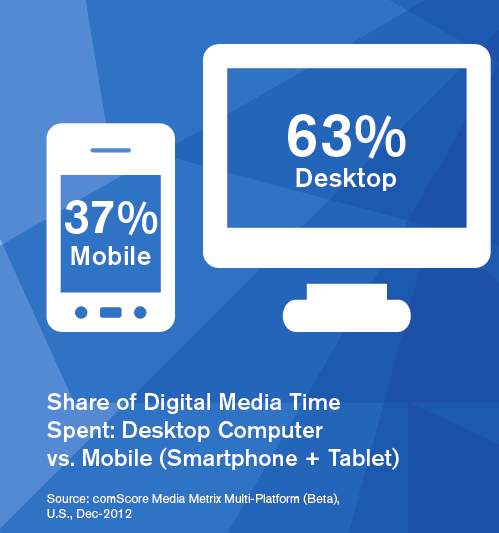 63%
Desktop
37%
Mobile
Share of Digital Media Time
Spent: Desktop Computer
vs. Mobile (Smartphone + Tablet)
Source: comScore Media Metrix Multi-Platform (Beta),
U.S., Dec-2012